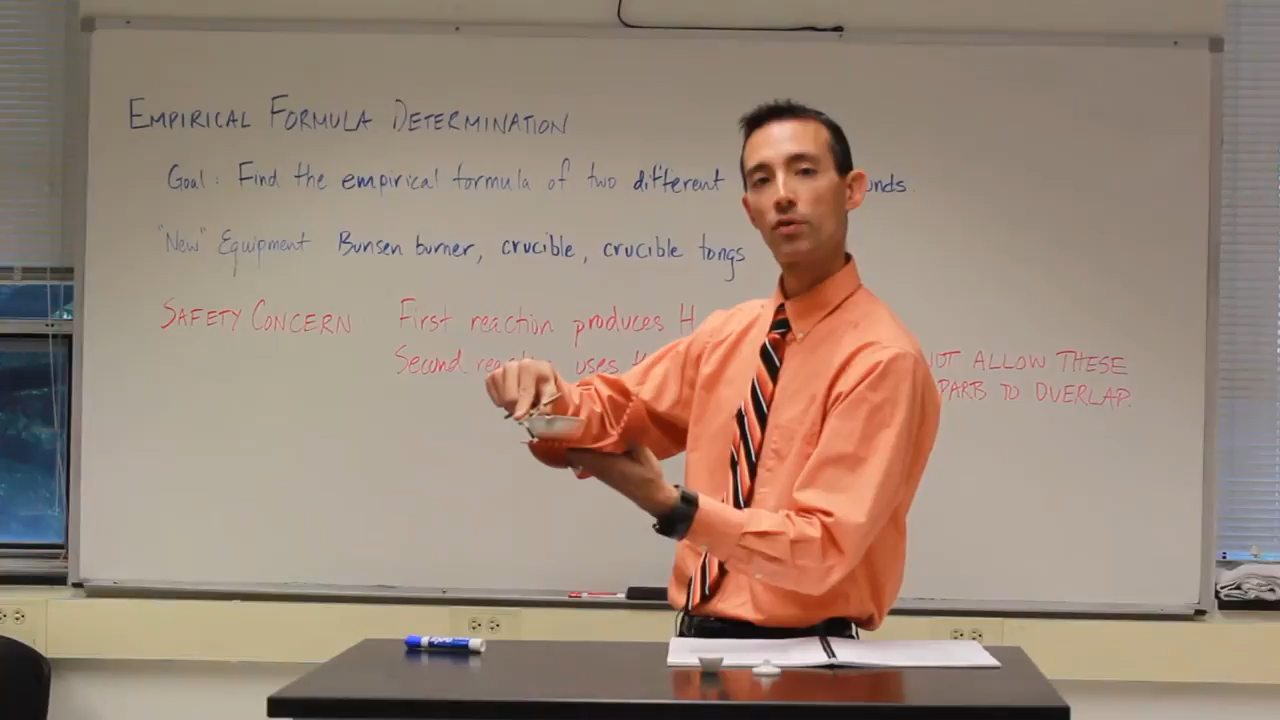 EMPIRICAL FORMULA DETERMINATION
Goal: Find the empirical formula of two different unds.
"New" Equipment Bunsen burner, crucible, crucible tongs
SAFETY CONCERN First reaction produces H
Second uses NOT ALLOW THESE
TO OVERLAP.